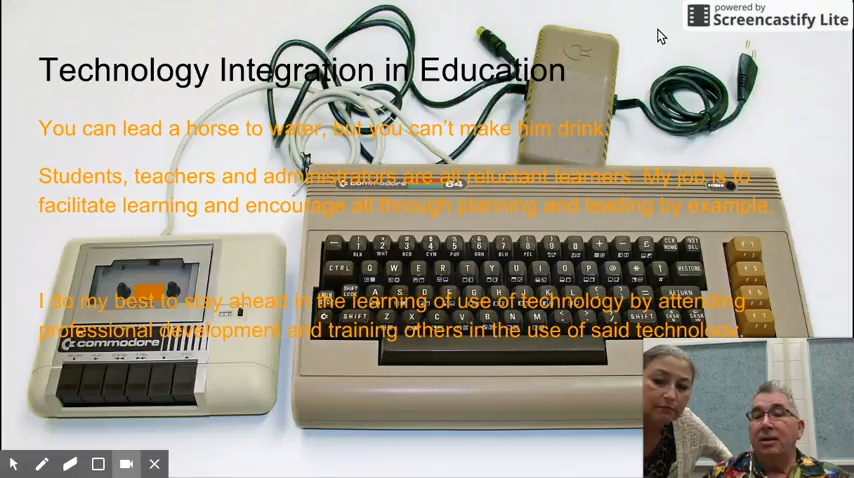 powered by
Screencastify Lite
Technology Integration in Education
You can lead a horse to water, but you can't make him drink.
Students, teachers and administrators are all reluctant learners. My job is to
facilitate learning and encourage all through planning and leading by example.
commodore 64
POWER
CTRL Q W E R T Y U I O P @ * RESTORE
I do my best to stay ahead in the learning of use of technology by attending
professional development and training others in the use of said technology.
commodore